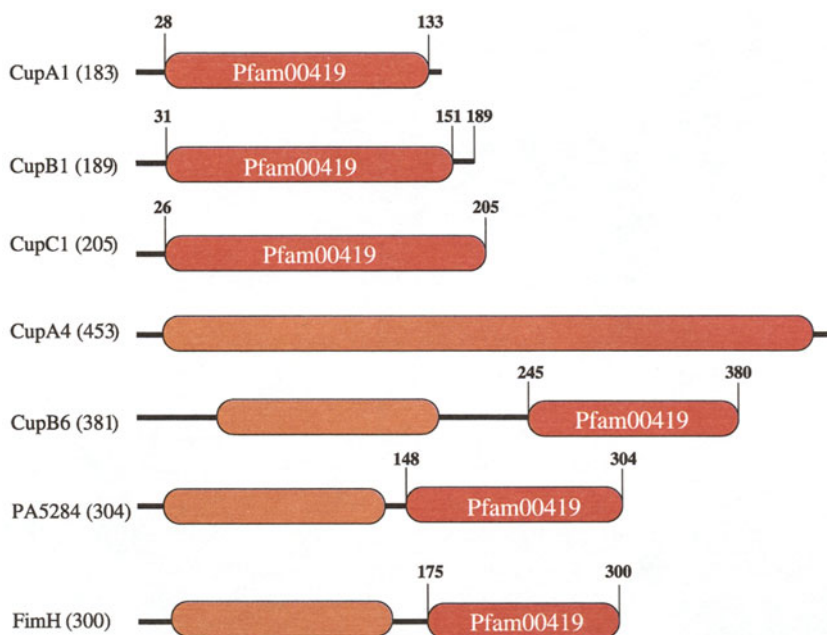 28 133
CupA1 (183) Pfam00419
31 151 189
CupB1 (189) Pfam00419
26 205
CupC1 (205) Pfam00419
CupA4 (453)
245 380
CupB6 (381) Pfam00419
148 304
PA5284 (304) Pfam00419
175 300
FimH (300) Pfam00419